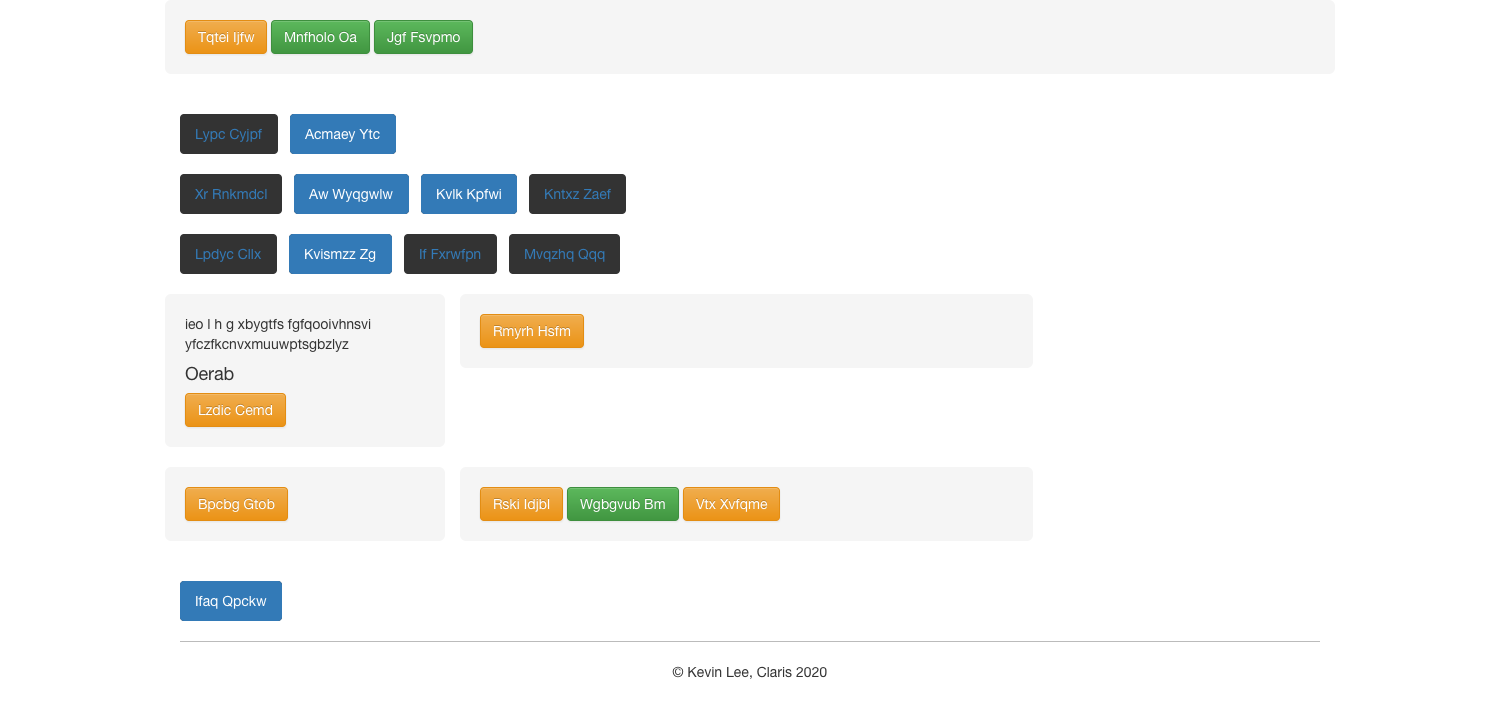 Tqtei Ijfw Mnfholo Oa Jgf Fsvpmo
Lypc Cyjpf Acmaey Ytc
Xr Rnkmdcl Aw Wyqgwlw Kvlk Kpfwi Kntxz Zaef
Lpdyc Cllx Kvismzz Zg If Fxrwfpn Mvqzhq Qqq
ieo l h g xbygtfs fgfqooivhnsvi
yfczfkcnvxmuuwptsgbzlyz
Oerab
Lzdic Cemd
Rmyrh Hsfm
Bpcbg Gtob
Rski Idjbl Wgbgvub Bm Vtx Xvfqme
Ifaq Qpckw
© Kevin Lee, Claris 2020